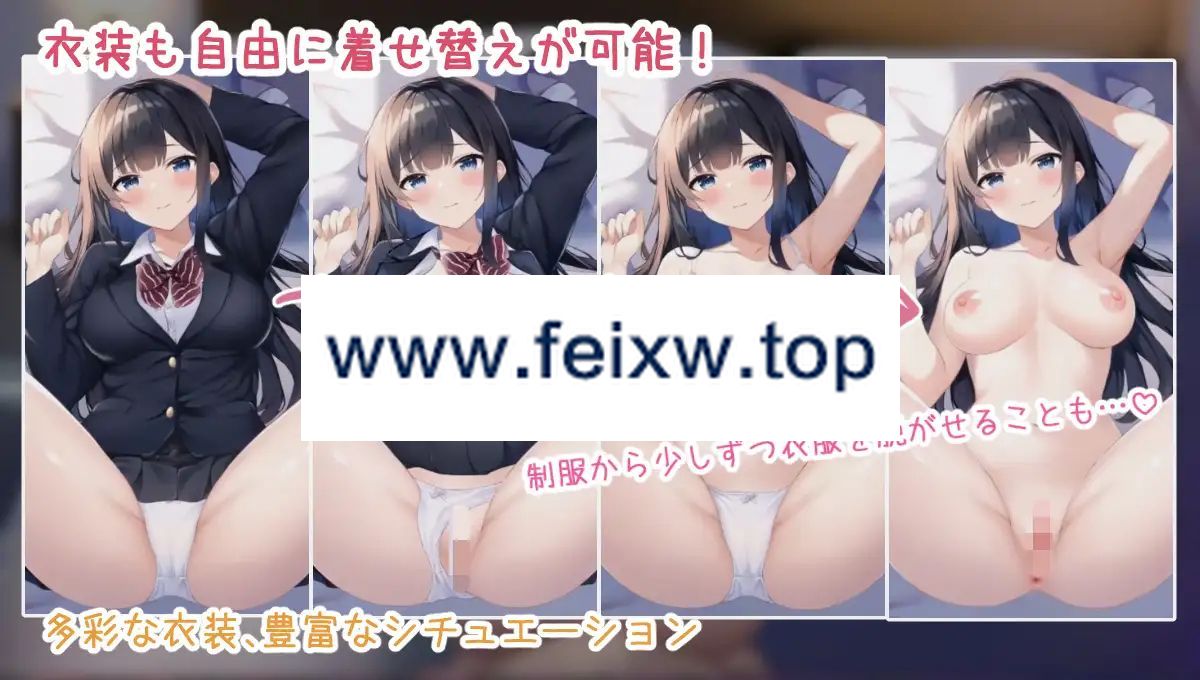 衣装も自由に着せ替えが可能！
www.feixw.top
制服から少しずつ衣服を脱がせることも…♡
多彩な衣装、豊富なシチュエーション